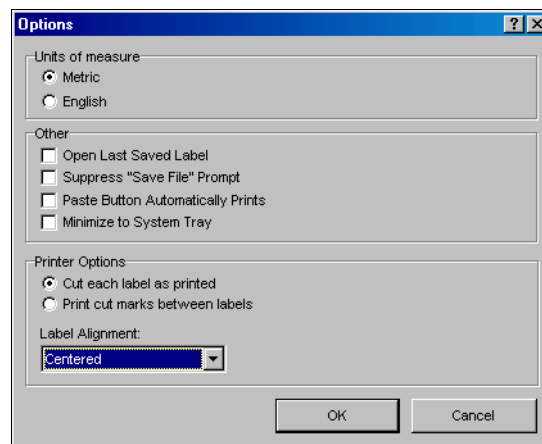 Options
Units of measure
Metric
English
Other
Open Last Saved Label
Suppress "Save File" Prompt
Paste Button Automatically Prints
Minimize to System Tray
Printer Options
Cut each label as printed
Print cut marks between labels
Label Alignment:
Centered
OK Cancel